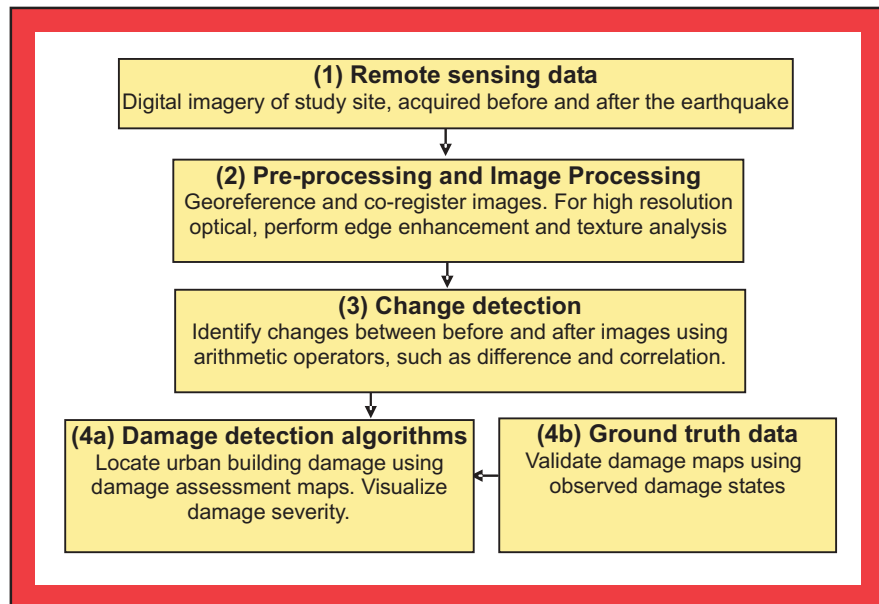 (1) Remote sensing data
Digital imagery of study site, acquired before and after the earthquake
(2) Pre-processing and Image Processing
Georeference and co-register images. For high resolution
optical, perform edge enhancement and texture analysis
(3) Change detection
Identify changes between before and after images using
arithmetic operators, such as difference and correlation.
(4a) Damage detection algorithms
Locate urban building damage using
damage assessment maps. Visualize
damage severity.
(4b) Ground truth data
Validate damage maps using
observed damage states